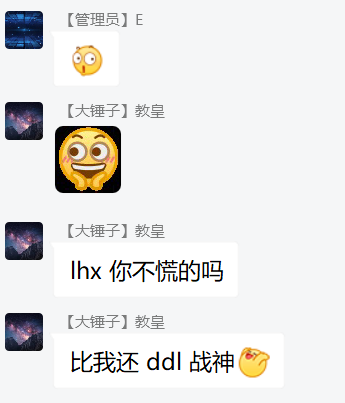 【管理员】E
【大锤子】教皇
【大锤子】教皇
lhx 你不慌的吗
【大锤子】教皇
比我还 ddl 战神